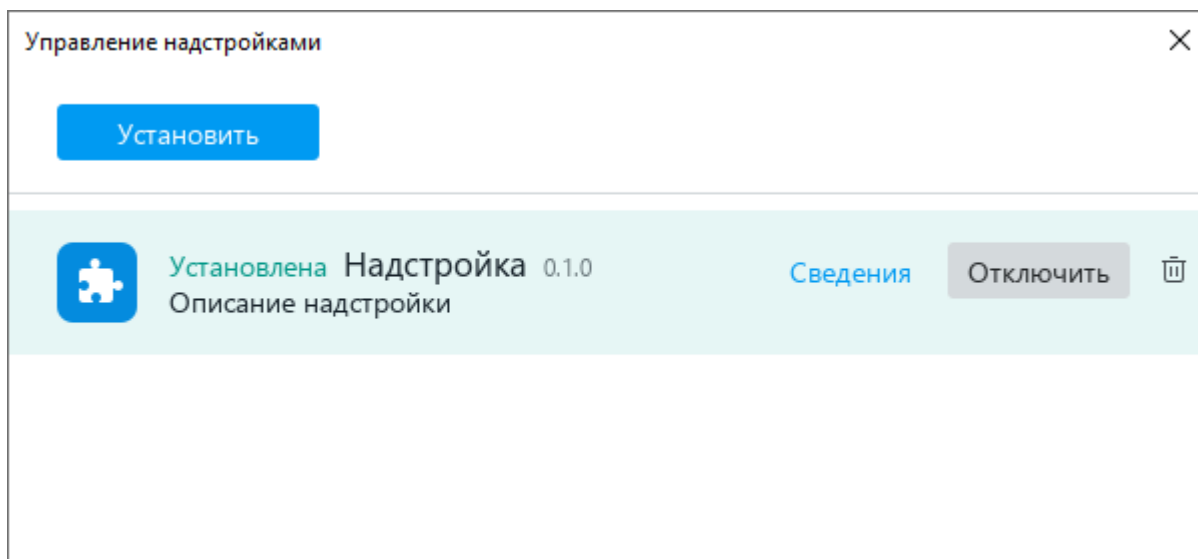 Управление надстройками
Установить
Установлена Надстройка 0.1.0 Сведения Отключить
Описание надстройки